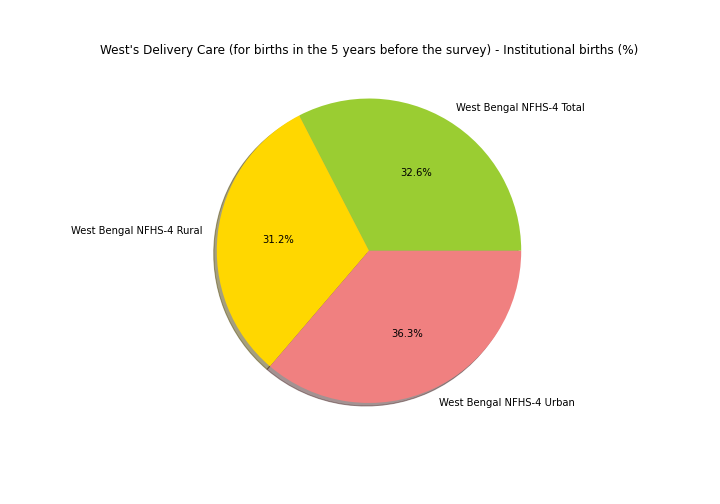 West's Delivery Care (for births in the 5 years before the survey) - Institutional births (%)
West Bengal NFHS-4 Total
32.6%
West Bengal NFHS-4 Rural
31.2%
36.3%
West Bengal NFHS-4 Urban